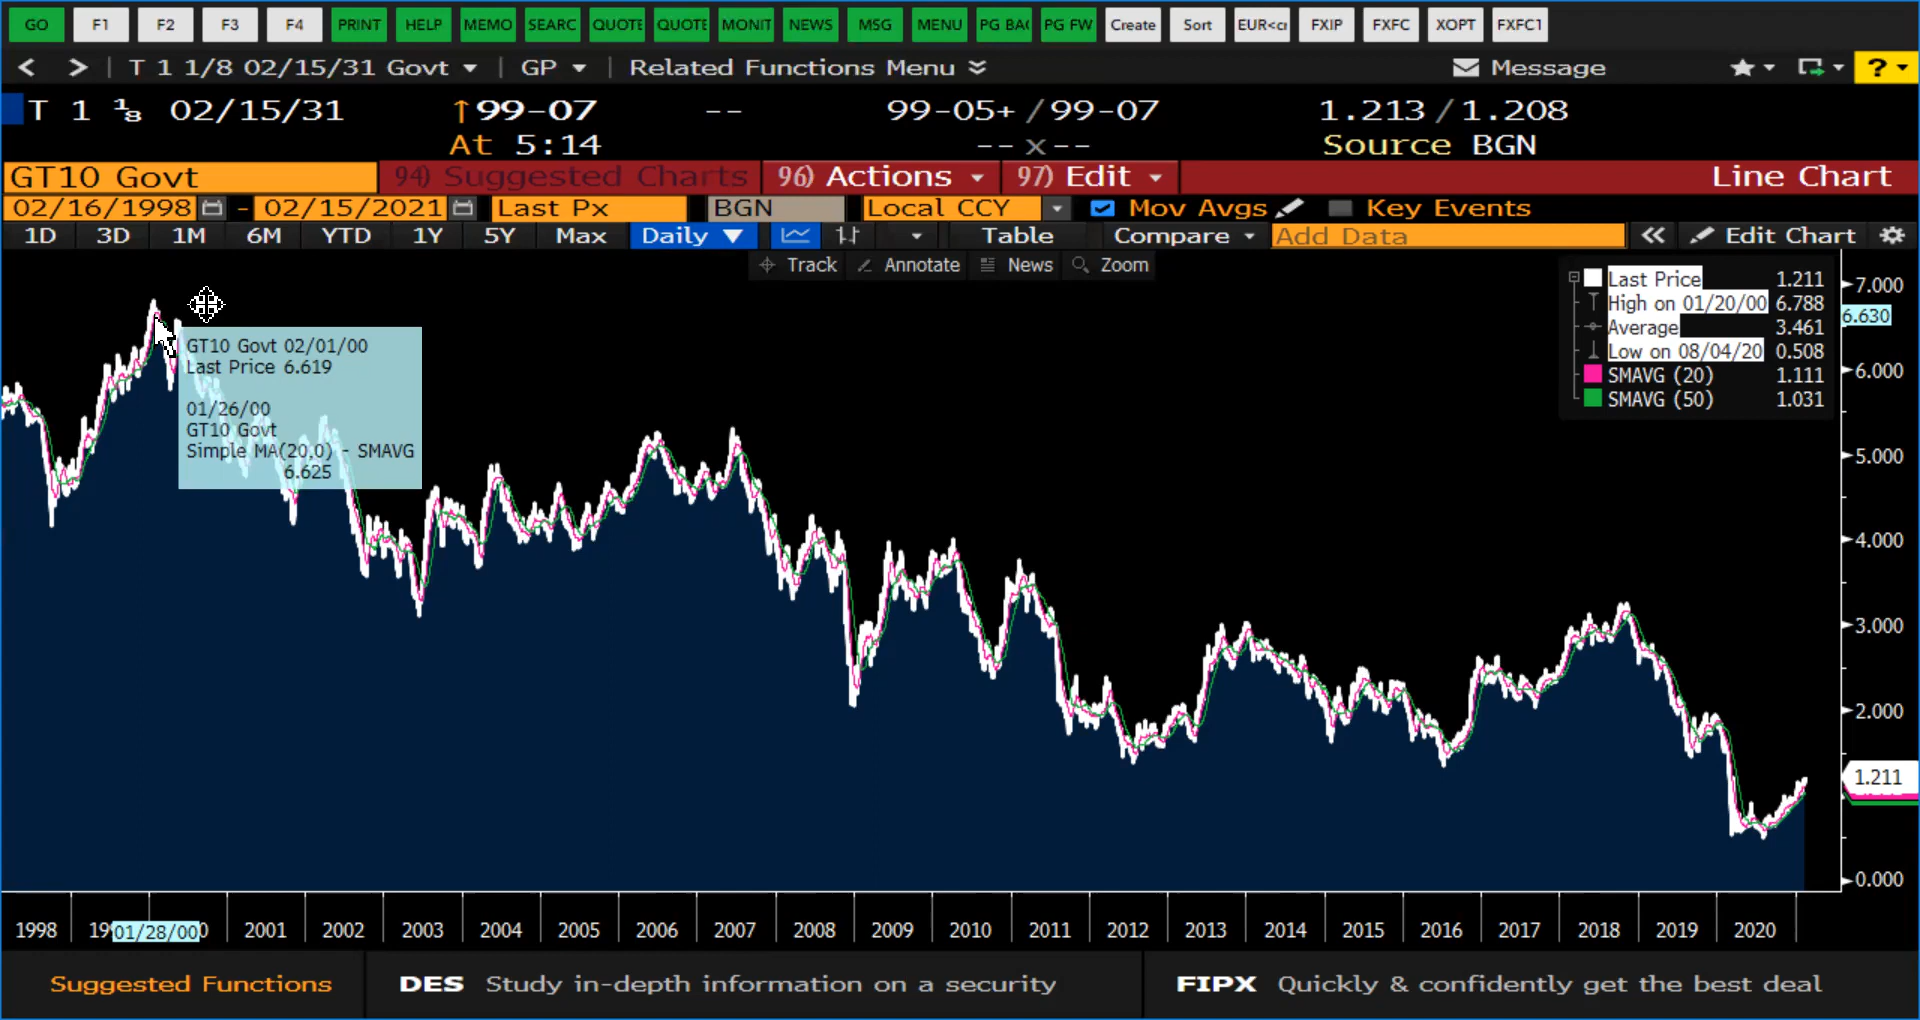 GO F1 F2 F3 F4 PRINT HELP MEMO SEARC QUOTE QUOTE MONIT NEWS MSG MENU PG BA PG FW Create Sort EUR<c FXIP FXFC XOPT FXFC1
< > T 1 1/8 02/15/31 Govt GP Related Functions Menu Message ?
T 1 ⅛ 02/15/31 ↑99-07 -- 99-05+ / 99-07 1.213 / 1.208
At 5:14 -- x -- Source BGN
GT10 Govt 94) Suggested Charts 96) Actions 97) Edit Line Chart
02/16/1998 - 02/15/2021 Last Px BGN Local CCY Mov Avgs Key Events
1D 3D 1M 6M YTD 1Y 5Y Max Daily ▼ Table Compare Add Data « Edit Chart
Track Annotate News Zoom
Last Price 1.211
High on 01/20/00 6.788
Average 3.461
Low on 08/04/20 0.508
SMAVG (20) 1.111
SMAVG (50) 1.031
GT10 Govt 02/01/00
Last Price 6.619
01/26/00
GT10 Govt
Simple MA(20,0) - SMAVG
6.625
7.000
6.630
6.000
5.000
4.000
3.000
2.000
1.211
0.000
1998 19 01/28/00 0 2001 2002 2003 2004 2005 2006 2007 2008 2009 2010 2011 2012 2013 2014 2015 2016 2017 2018 2019 2020
Suggested Functions DES Study in-depth information on a security FIPX Quickly & confidently get the best deal